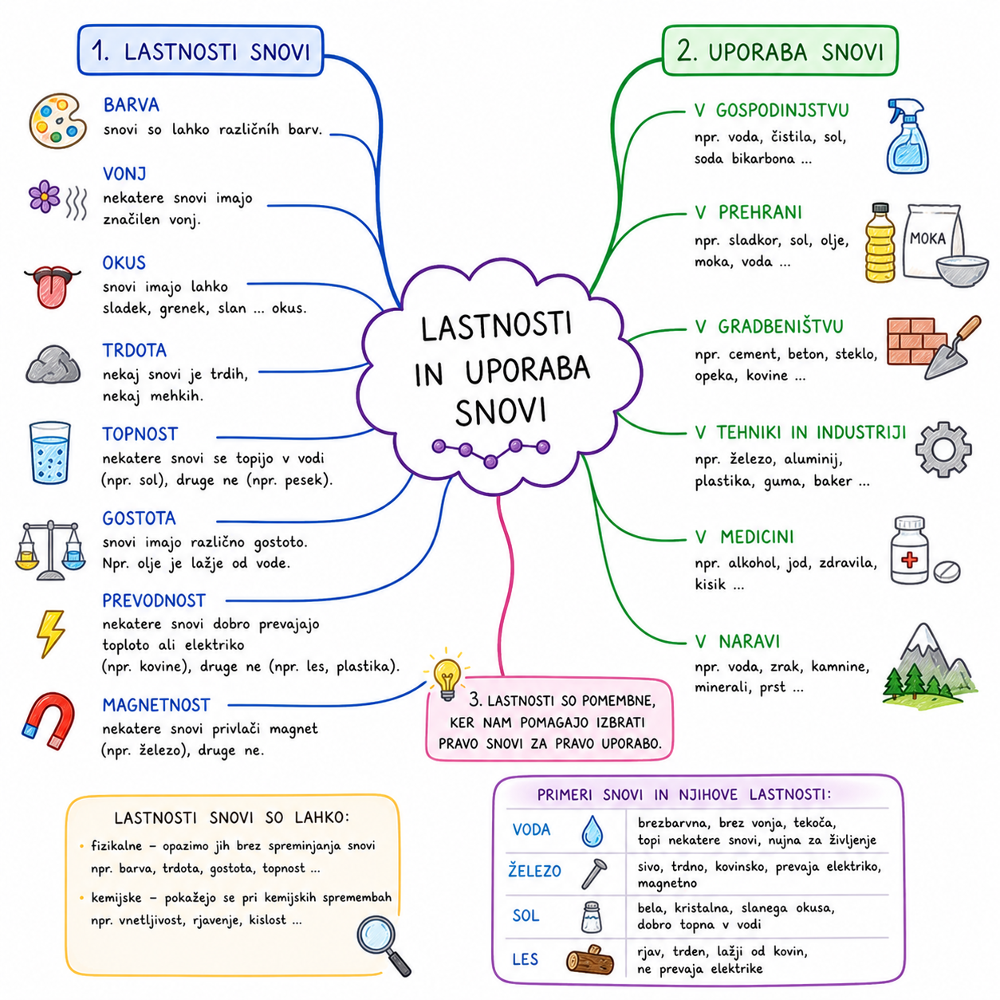 1. LASTNOSTI SNOVI
BARVA
snovi so lahko različnih barv.
VONJ
nekatere snovi imajo
značilen vonj.
OKUS
snovi imajo lahko
sladek, grenek, slan ... okus.
TRDOTA
nekaj snovi je trdih,
nekaj mehkih.
TOPNOST
nekatere snovi se topijo v vodi
(npr. sol), druge ne (npr. pesek).
GOSTOTA
snovi imajo različno gostoto.
Npr. olje je lažje od vode.
PREVODNOST
nekatere snovi dobro prevajajo
toploto ali elektriko
(npr. kovine), druge ne (npr. les, plastika).
MAGNETNOST
nekatere snovi privlači magnet
(npr. železo), druge ne.
LASTNOSTI
IN UPORABA
SNOVI
2. UPORABA SNOVI
V GOSPODINJSTVU
npr. voda, čistila, sol,
soda bikarbona ...
V PREHRANI
npr. sladkor, sol, olje,
moka, voda ...
MOKA
V GRADBENIŠTVU
npr. cement, beton, steklo,
opeka, kovine ...
V TEHNIKI IN INDUSTRIJI
npr. železo, aluminij,
plastika, guma, baker ...
V MEDICINI
npr. alkohol, jod, zdravila,
kisik ...
V NARAVI
npr. voda, zrak, kamnine,
minerali, prst ...
3. LASTNOSTI SO POMEMBNE,
KER NAM POMAGAJO IZBRATI
PRAVO SNOVI ZA PRAVO UPORABO.
LASTNOSTI SNOVI SO LAHKO:
• fizikalne – opazimo jih brez spreminjanja snovi
npr. barva, trdota, gostota, topnost ...
• kemijske – pokažejo se pri kemijskih spremembah
npr. vnetljivost, rjavenje, kislost ...
PRIMERI SNOVI IN NJIHOVE LASTNOSTI:
VODA
brezbarvna, brez vonja, tekoča,
topi nekatere snovi, nujna za življenje
ŽELEZO
sivo, trdno, kovinsko, prevaja elektriko,
magnetno
SOL
bela, kristalna, slanega okusa,
dobro topna v vodi
LES
rjav, trden, lažji od kovin,
ne prevaja elektrike